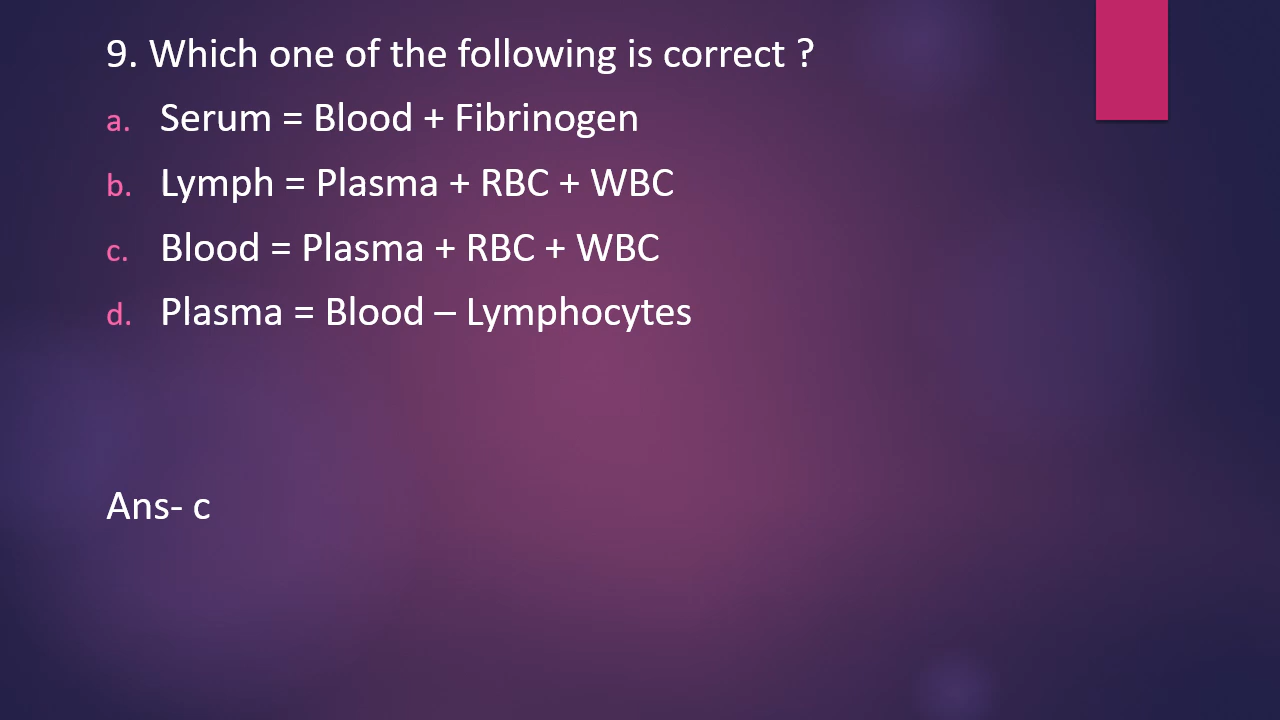 9. Which one of the following is correct ?
a. Serum = Blood + Fibrinogen
b. Lymph = Plasma + RBC + WBC
c. Blood = Plasma + RBC + WBC
d. Plasma = Blood – Lymphocytes
Ans- c